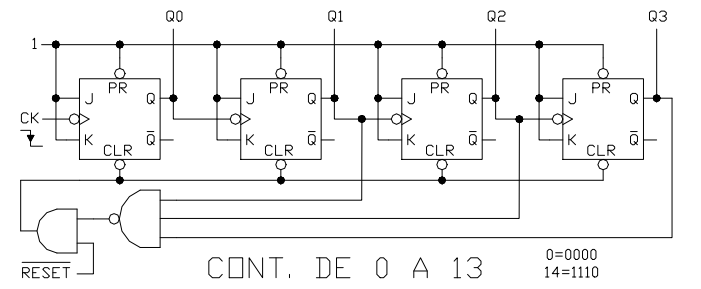 Q0 Q1 Q2 Q3
1
PR PR PR PR
J Q J Q J Q J Q
CK
K Q̅ K Q̅ K Q̅ K Q̅
CLR CLR CLR CLR
R̅E̅S̅E̅T̅
CONT. DE 0 A 13
0=0000
14=1110